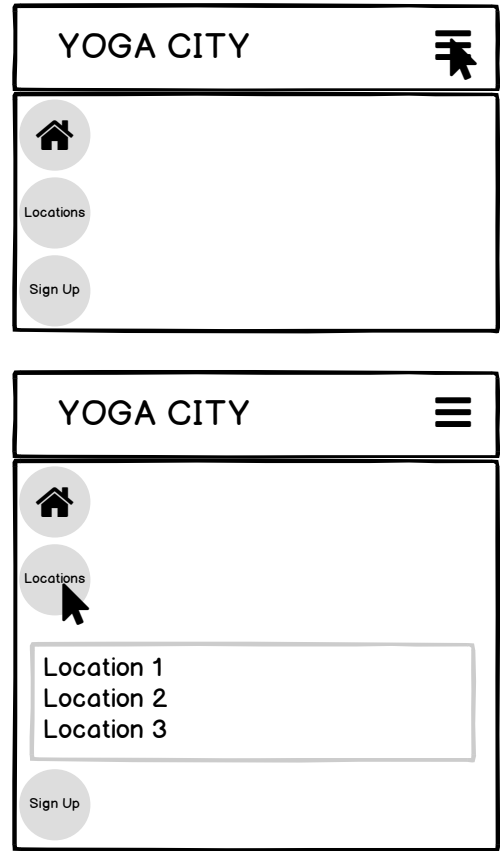 YOGA CITY
Locations
Sign Up
YOGA CITY
Locations
Location 1
Location 2
Location 3
Sign Up